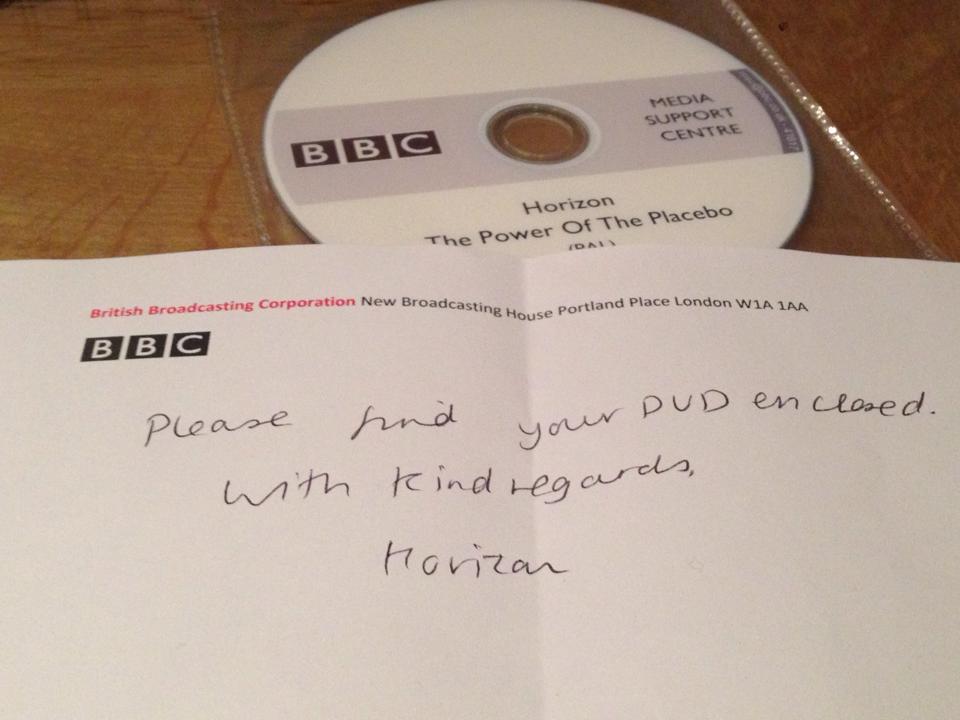 BBC
MEDIA
SUPPORT
CENTRE
Horizon
The Power Of The Placebo
(PAL)
British Broadcasting Corporation New Broadcasting House Portland Place London W1A 1AA
BBC
Please find your DVD enclosed.
With kind regards,
Horizon